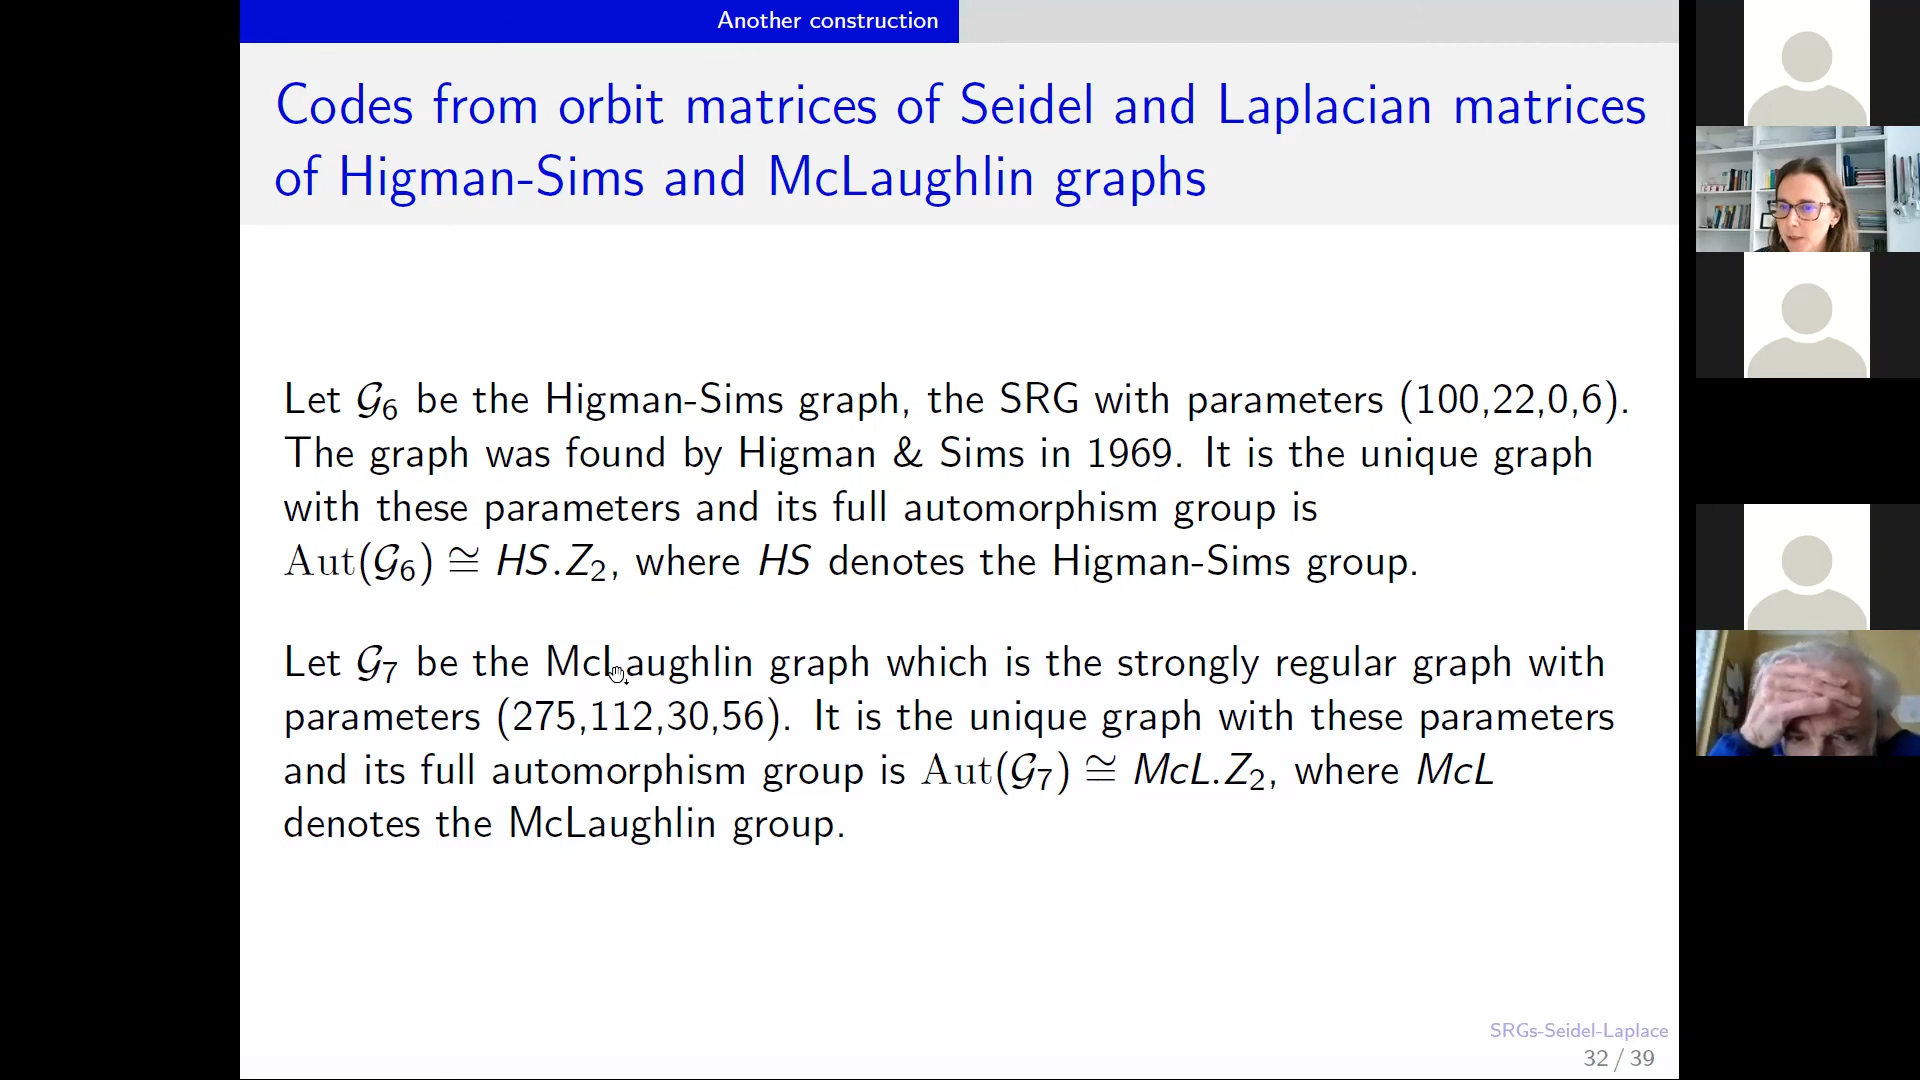 Another construction
Codes from orbit matrices of Seidel and Laplacian matrices
of Higman-Sims and McLaughlin graphs
Let 𝒢₆ be the Higman-Sims graph, the SRG with parameters (100,22,0,6).
The graph was found by Higman & Sims in 1969. It is the unique graph
with these parameters and its full automorphism group is
Aut(𝒢₆) ≅ HS.Z₂, where HS denotes the Higman-Sims group.
Let 𝒢₇ be the McLaughlin graph which is the strongly regular graph with
parameters (275,112,30,56). It is the unique graph with these parameters
and its full automorphism group is Aut(𝒢₇) ≅ McL.Z₂, where McL
denotes the McLaughlin group.
SRGs-Seidel-Laplace
32 / 39